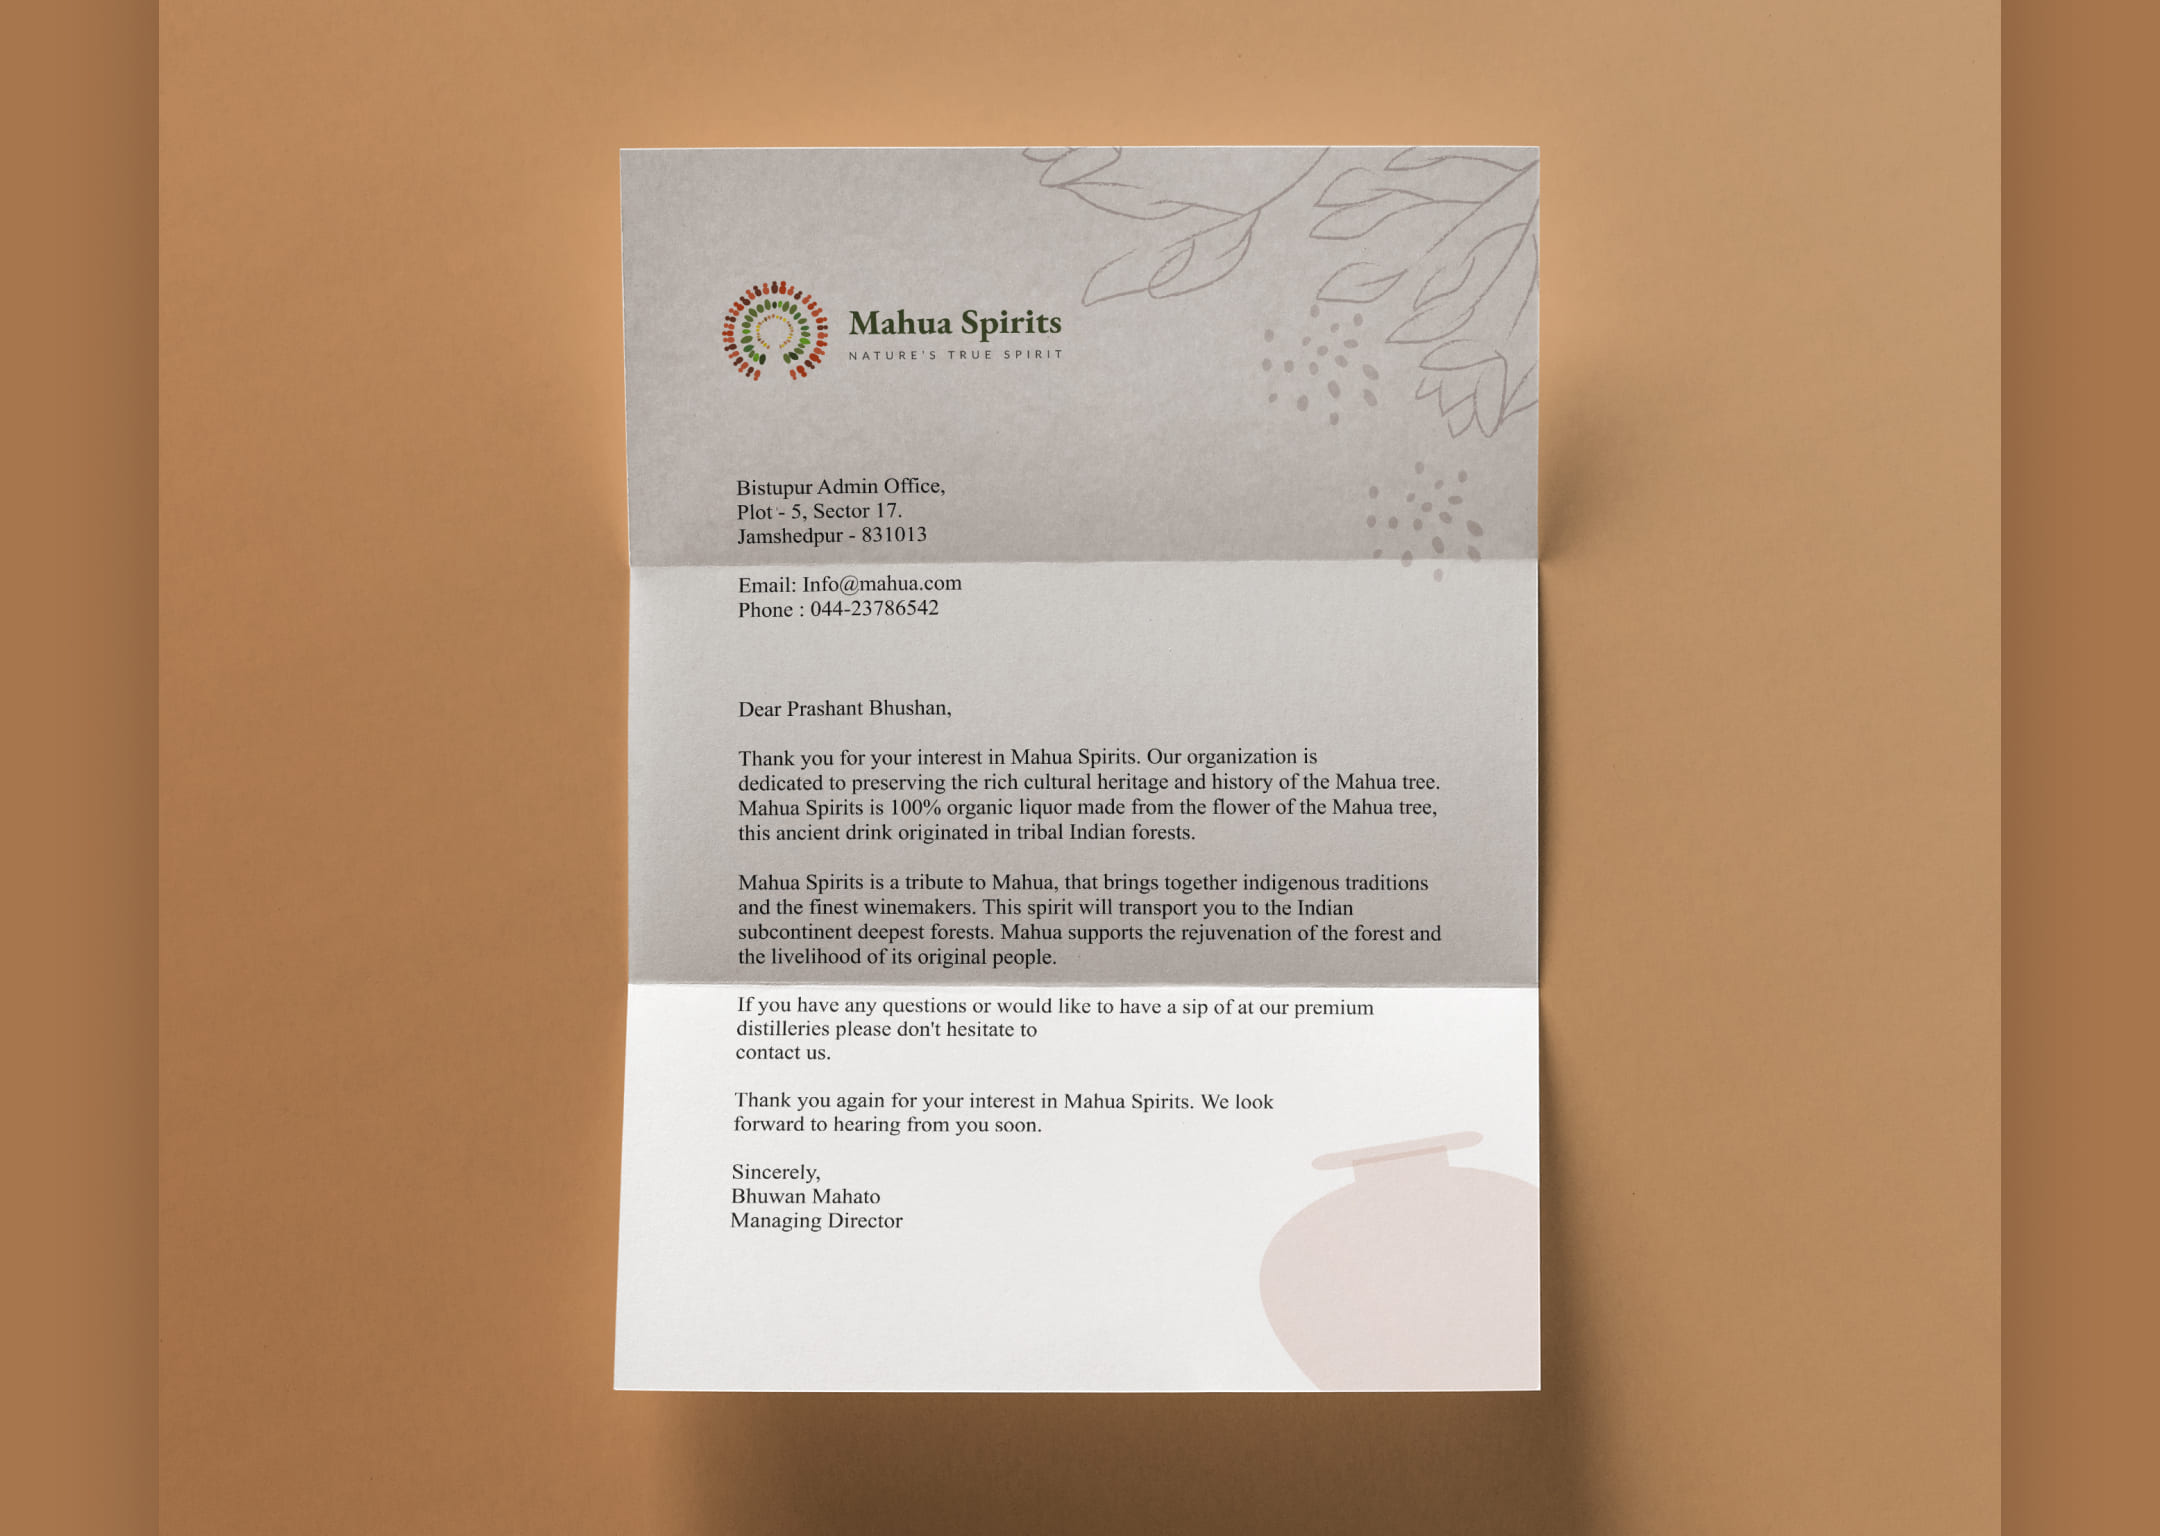 Mahua Spirits
NATURE'S TRUE SPIRIT
Bistupur Admin Office,
Plot - 5, Sector 17.
Jamshedpur - 831013
Email: Info@mahua.com
Phone : 044-23786542
Dear Prashant Bhushan,
Thank you for your interest in Mahua Spirits. Our organization is
dedicated to preserving the rich cultural heritage and history of the Mahua tree.
Mahua Spirits is 100% organic liquor made from the flower of the Mahua tree,
this ancient drink originated in tribal Indian forests.
Mahua Spirits is a tribute to Mahua, that brings together indigenous traditions
and the finest winemakers. This spirit will transport you to the Indian
subcontinent deepest forests. Mahua supports the rejuvenation of the forest and
the livelihood of its original people.
If you have any questions or would like to have a sip of at our premium
distilleries please don't hesitate to
contact us.
Thank you again for your interest in Mahua Spirits. We look
forward to hearing from you soon.
Sincerely,
Bhuwan Mahato
Managing Director